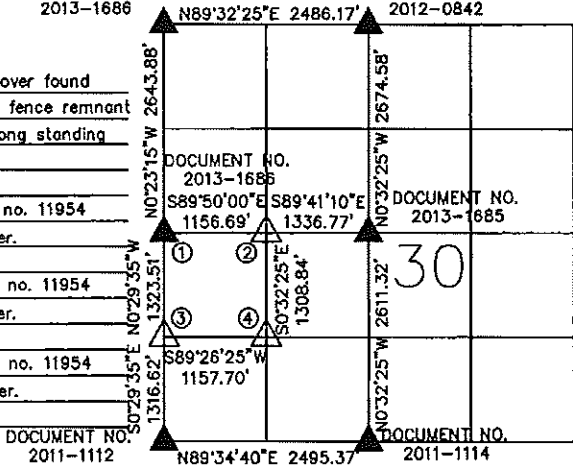 2013-1686
N89°32'25"E 2486.17'
2012-0842
over found
fence remnant
ong standing
no. 11954
er.
no. 11954
er.
no. 11954
er.
N0°23'15"W 2643.88'
2674.58'
N0°32'25"W
DOCUMENT NO.
2013-1686
S89°50'00"E
1156.69'
S89°41'10"E
1336.77'
DOCUMENT NO.
2013-1685
① ②
③ ④
30
N0°29'35"W
1323.51'
S0°32'25"E
1308.84'
N0°32'25"W 2611.32'
S89°26'25"W
1157.70'
S0°29'35"E 1316.62'
DOCUMENT NO.
2011-1112
N89°34'40"E 2495.37'
DOCUMENT NO.
2011-1114